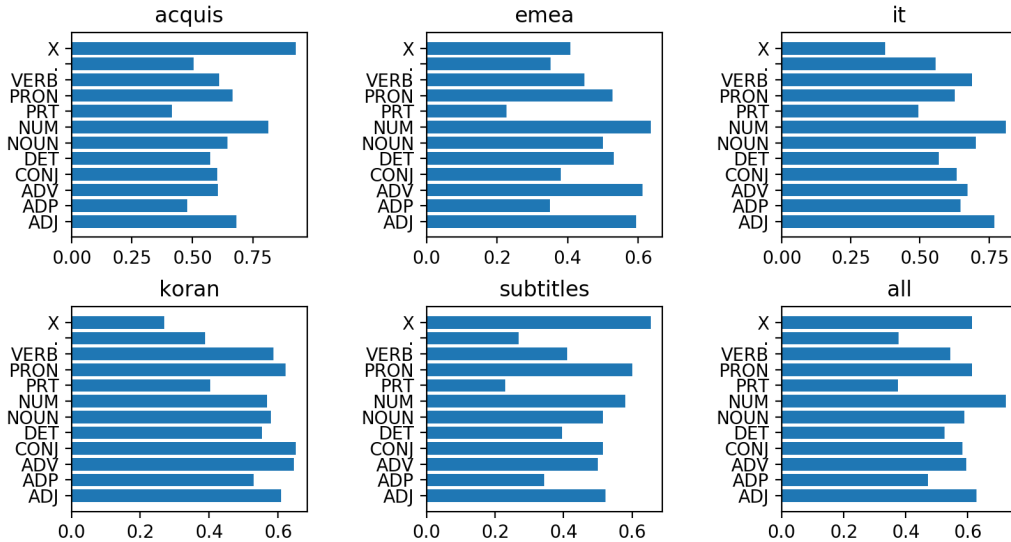 acquis
X
.
VERB
PRON
PRT
NUM
NOUN
DET
CONJ
ADV
ADP
ADJ
0.00 0.25 0.50 0.75
emea
X
.
VERB
PRON
PRT
NUM
NOUN
DET
CONJ
ADV
ADP
ADJ
0.0 0.2 0.4 0.6
it
X
.
VERB
PRON
PRT
NUM
NOUN
DET
CONJ
ADV
ADP
ADJ
0.00 0.25 0.50 0.75
koran
X
.
VERB
PRON
PRT
NUM
NOUN
DET
CONJ
ADV
ADP
ADJ
0.0 0.2 0.4 0.6
subtitles
X
.
VERB
PRON
PRT
NUM
NOUN
DET
CONJ
ADV
ADP
ADJ
0.0 0.2 0.4 0.6
all
X
.
VERB
PRON
PRT
NUM
NOUN
DET
CONJ
ADV
ADP
ADJ
0.0 0.2 0.4 0.6